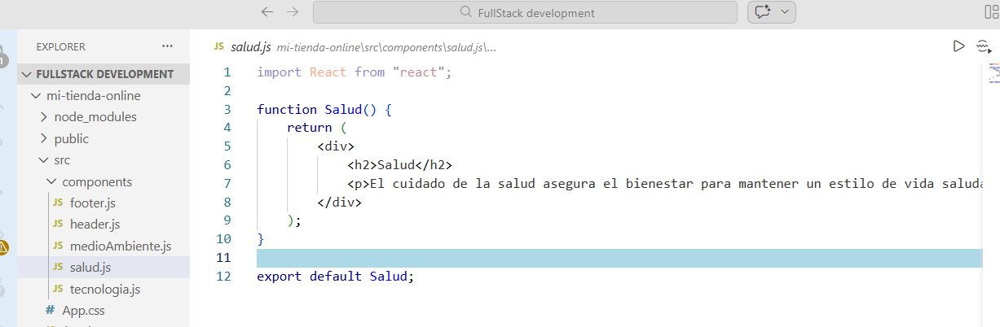 FullStack development
EXPLORER
FULLSTACK DEVELOPMENT
mi-tienda-online
node_modules
public
src
components
JS footer.js
JS header.js
JS medioAmbiente.js
JS salud.js
JS tecnologia.js
# App.css
JS salud.js mi-tienda-online\src\components\salud.js\...
1 import React from "react";
2
3 function Salud() {
4 return (
5 <div>
6 <h2>Salud</h2>
7 <p>El cuidado de la salud asegura el bienestar para mantener un estilo de vida saluda
8 </div>
9 );
10 }
11
12 export default Salud;